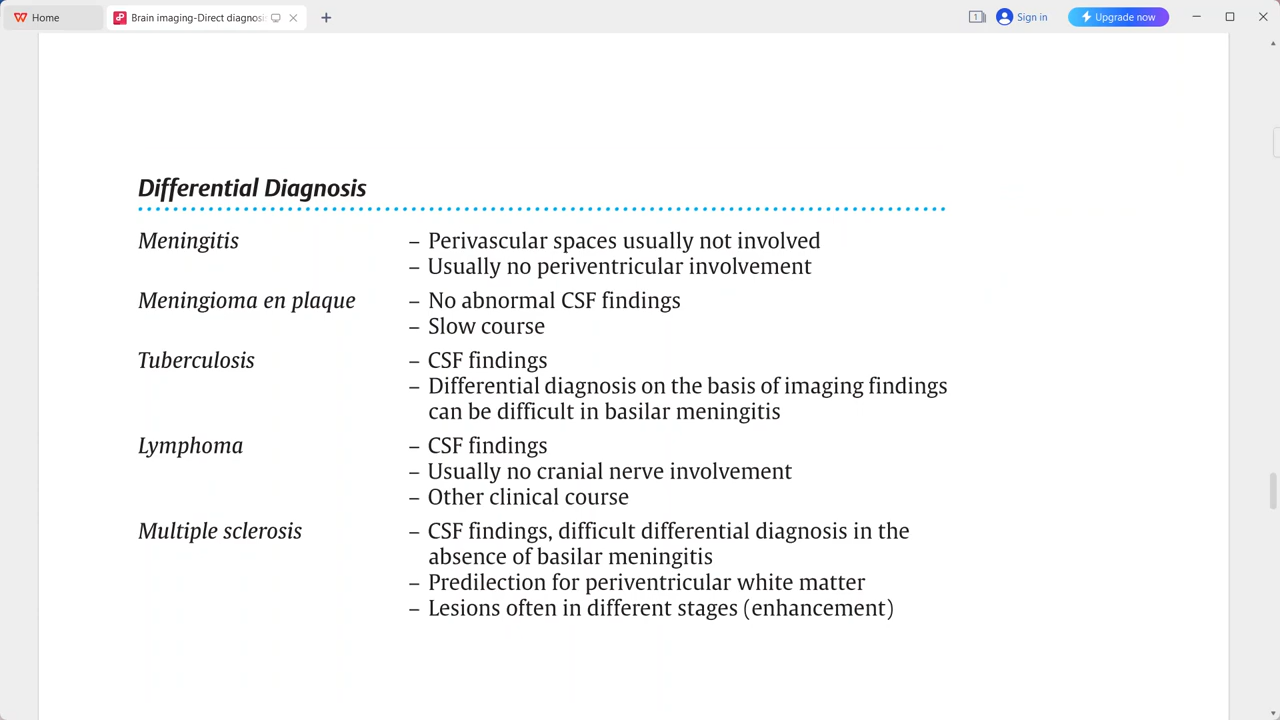 Home
Brain imaging-Direct diagnosi
1
Sign in
Upgrade now
Differential Diagnosis
Meningitis
– Perivascular spaces usually not involved
– Usually no periventricular involvement
Meningioma en plaque
– No abnormal CSF findings
– Slow course
Tuberculosis
– CSF findings
– Differential diagnosis on the basis of imaging findings
can be difficult in basilar meningitis
Lymphoma
– CSF findings
– Usually no cranial nerve involvement
– Other clinical course
Multiple sclerosis
– CSF findings, difficult differential diagnosis in the
absence of basilar meningitis
– Predilection for periventricular white matter
– Lesions often in different stages (enhancement)